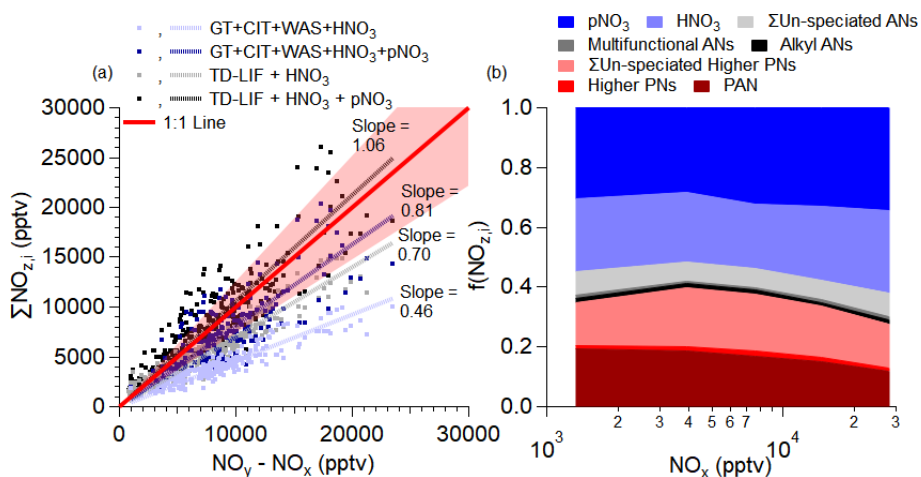 GT+CIT+WAS+HNO3
GT+CIT+WAS+HNO3+pNO3
TD-LIF + HNO3
TD-LIF + HNO3 + pNO3
1:1 Line
(a)
30000
25000
20000
15000
10000
5000
0
ΣNOz,i (pptv)
Slope =
1.06
Slope =
0.81
Slope =
0.70
Slope =
0.46
0 10000 20000 30000
NOy - NOx (pptv)
pNO3 HNO3 ΣUn-speciated ANs
Multifunctional ANs Alkyl ANs
ΣUn-speciated Higher PNs
Higher PNs PAN
(b)
1.0
0.8
0.6
0.4
0.2
0.0
f(NOz,i)
10^3 2 3 4 5 6 7 10^4 2 3
NOx (pptv)